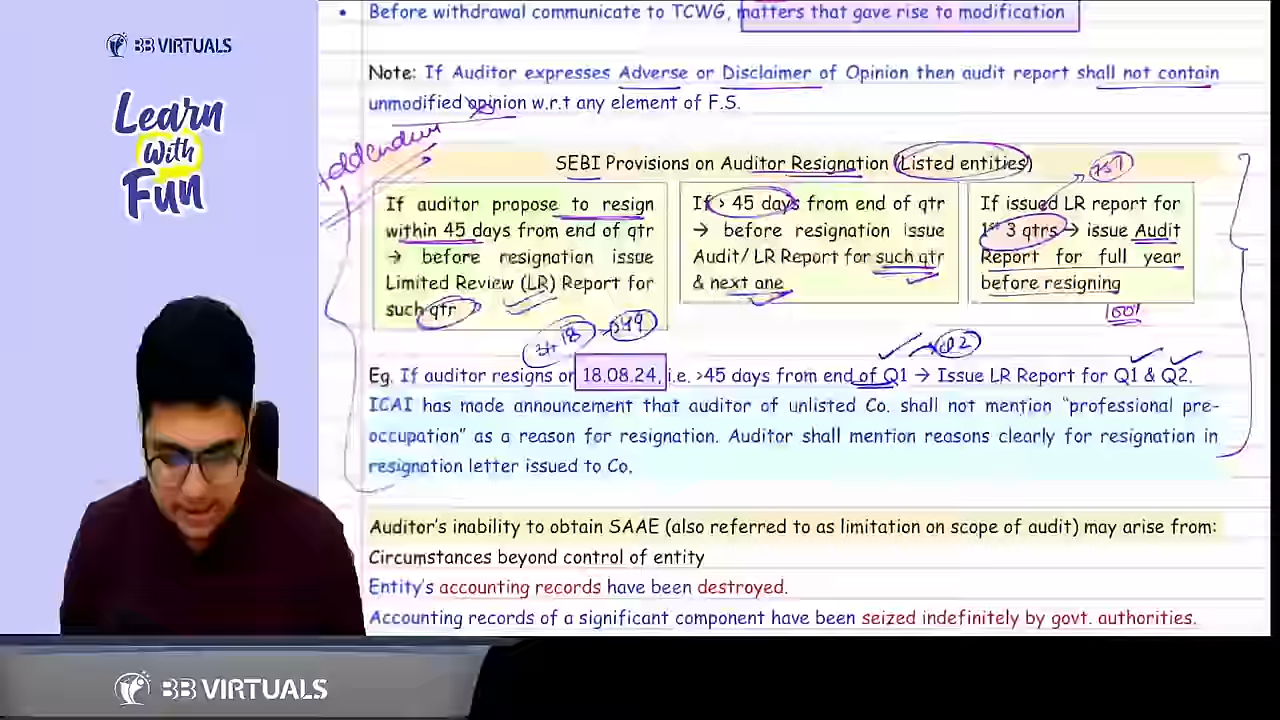 BB VIRTUALS
Learn
With
Fun
• Before withdrawal communicate to TCWG, matters that gave rise to modification
Note: If Auditor expresses Adverse or Disclaimer of Opinion then audit report shall not contain
unmodified opinion w.r.t any element of F.S.
SEBI Provisions on Auditor Resignation (Listed entities)
If auditor propose to resign
within 45 days from end of qtr
→ before resignation issue
Limited Review (LR) Report for
such qtr
If > 45 days from end of qtr
→ before resignation issue
Audit/ LR Report for such qtr
& next one
If issued LR report for
1st 3 qtrs → issue Audit
Report for full year
before resigning
Eg. If auditor resigns on 18.08.24, i.e. >45 days from end of Q1 → Issue LR Report for Q1 & Q2.
ICAI has made announcement that auditor of unlisted Co. shall not mention “professional pre-
occupation” as a reason for resignation. Auditor shall mention reasons clearly for resignation in
resignation letter issued to Co.
Auditor’s inability to obtain SAAE (also referred to as limitation on scope of audit) may arise from:
Circumstances beyond control of entity
Entity’s accounting records have been destroyed.
Accounting records of a significant component have been seized indefinitely by govt. authorities.
BB VIRTUALS